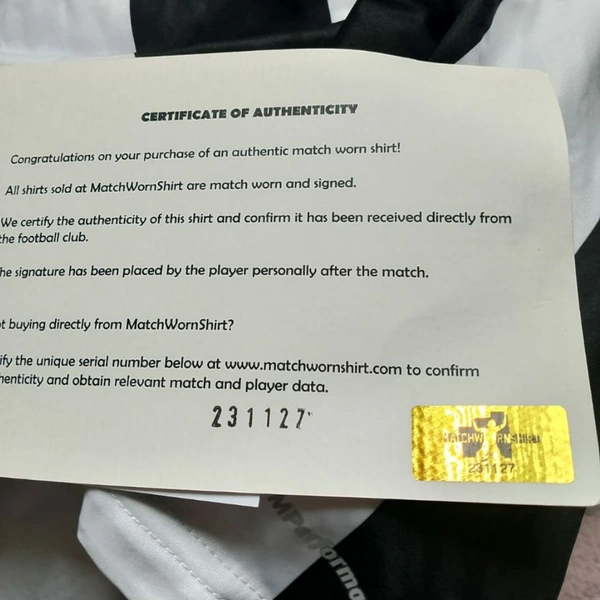 CERTIFICATE OF AUTHENTICITY
Congratulations on your purchase of an authentic match worn shirt!
All shirts sold at MatchWornShirt are match worn and signed.
We certify the authenticity of this shirt and confirm it has been received directly from
the football club.
he signature has been placed by the player personally after the match.
t buying directly from MatchWornShirt?
ify the unique serial number below at www.matchwornshirt.com to confirm
henticity and obtain relevant match and player data.
231127
MATCHWORNSHIRT
231127